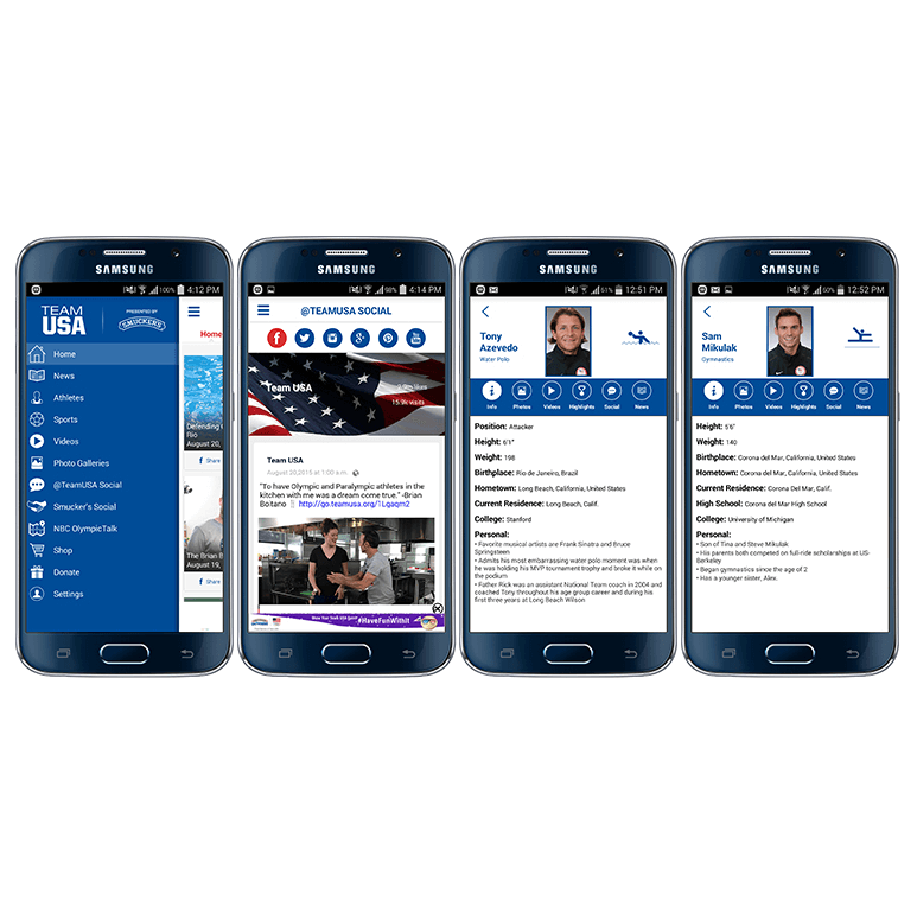 SAMSUNG
100% 4:12 PM
TEAM
USA
PRESENTED BY
SMUCKER'S
Home
News
Athletes
Sports
Videos
Photo Galleries
@TeamUSA Social
Smucker's Social
NBC OlympicTalk
Shop
Donate
Settings
Home
Defending
Rio
August 20,
Share
The Brian B
August 19,
Share
SAMSUNG
4:14 PM
@TEAMUSA SOCIAL
Team USA
likes
15.9k visits
Team USA
August 20,2015 at 1:00 a.m.
"To have Olympic and Paralympic athletes in the
kitchen with me was a dream come true." -Brian
Boitano | http://go.teamusa.org/1Lqaqm2
#HaveFunWithIt
SAMSUNG
12:51 PM
Tony
Azevedo
Water Polo
Info
Photos
Videos
Highlights
Social
News
Position: Attacker
Height: 6'1"
Weight: 198
Birthplace: Rio de Janeiro, Brazil
Hometown: Long Beach, California, United States
Current Residence: Long Beach, Calif.
College: Stanford
Personal:
• Favorite musical artists are Frank Sinatra and Bruce
Springsteen
• Admits his most embarrassing water polo moment was when
he was holding his MVP tournament trophy and broke it while on
the podium
• Father Rick was an assistant National Team coach in 2004 and
coached Tony throughout his age group career and during his
first three years at Long Beach Wilson
SAMSUNG
12:52 PM
Sam
Mikulak
Gymnastics
Info
Photos
Videos
Highlights
Social
News
Height: 5'6"
Weight: 140
Birthplace: Corona del Mar, California, United States
Hometown: Corona del Mar, California, United States
Current Residence: Corona Del Mar, Calif.
High School: Corona del Mar High School
College: University of Michigan
Personal:
• Son of Tina and Steve Mikulak
• His parents both competed on full-ride scholarships at US-
Berkeley
• Began gymnastics since the age of 2
• Has a younger sister, Alex.